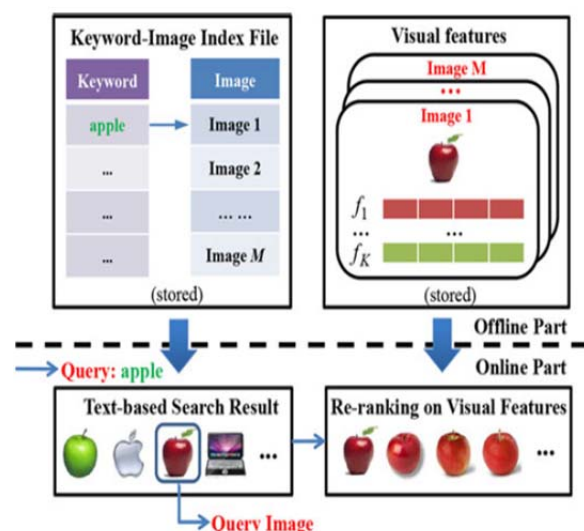 Keyword-Image Index File
Keyword
Image
apple
Image 1
...
Image 2
...
... ...
...
Image M
(stored)
Visual features
Image M
...
Image 1
f1
...
...
fK
(stored)
Offline Part
Online Part
Query: apple
Text-based Search Result
...
Query Image
Re-ranking on Visual Features
...